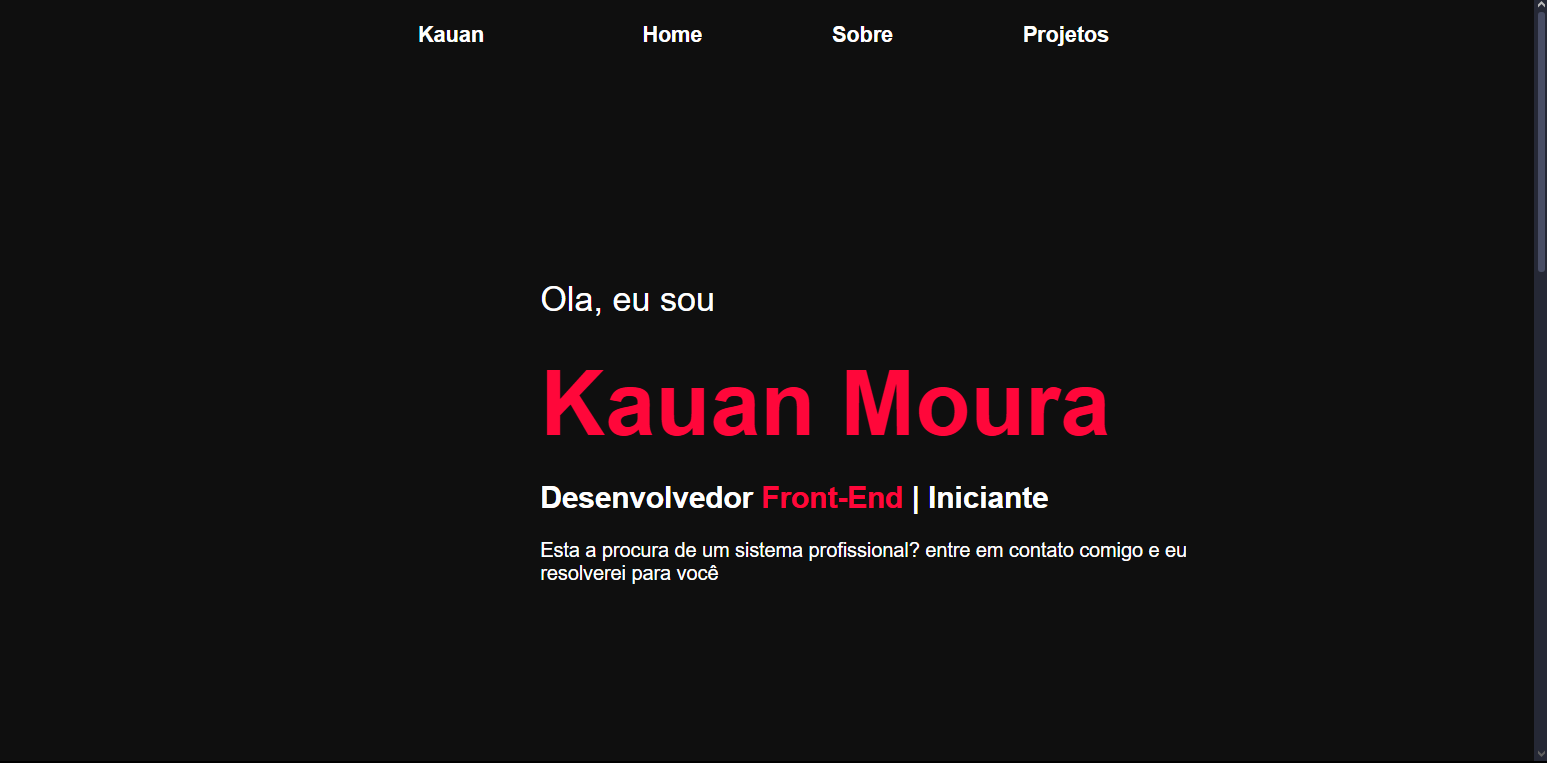 Kauan Home Sobre Projetos
Ola, eu sou
Kauan Moura
Desenvolvedor Front-End | Iniciante
Esta a procura de um sistema profissional? entre em contato comigo e eu
resolverei para você